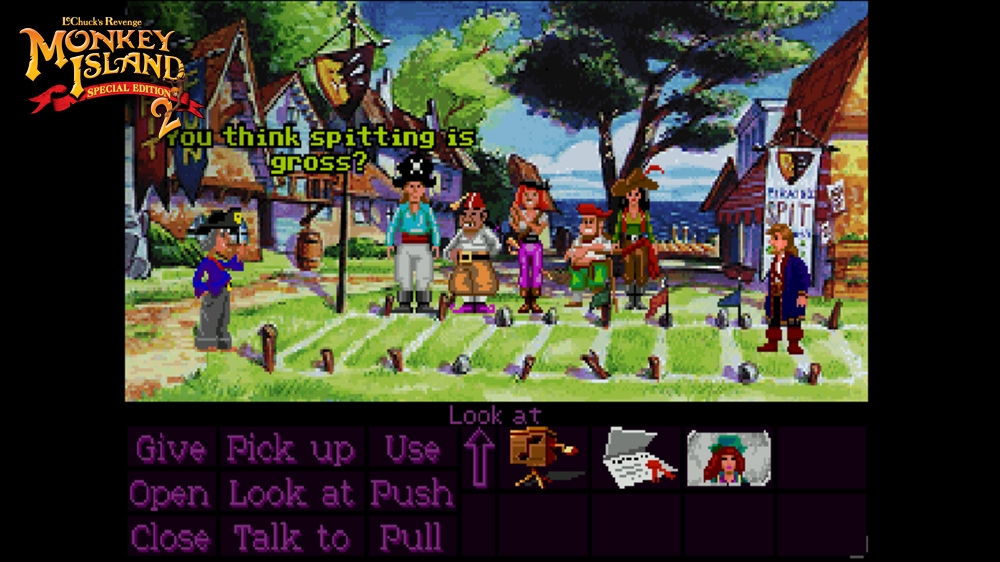 LeChuck's Revenge
MONKEY
ISLAND
SPECIAL EDITION
2
You think spitting is
gross?
SPIT
Look at
Give Pick up Use
Open Look at Push
Close Talk to Pull